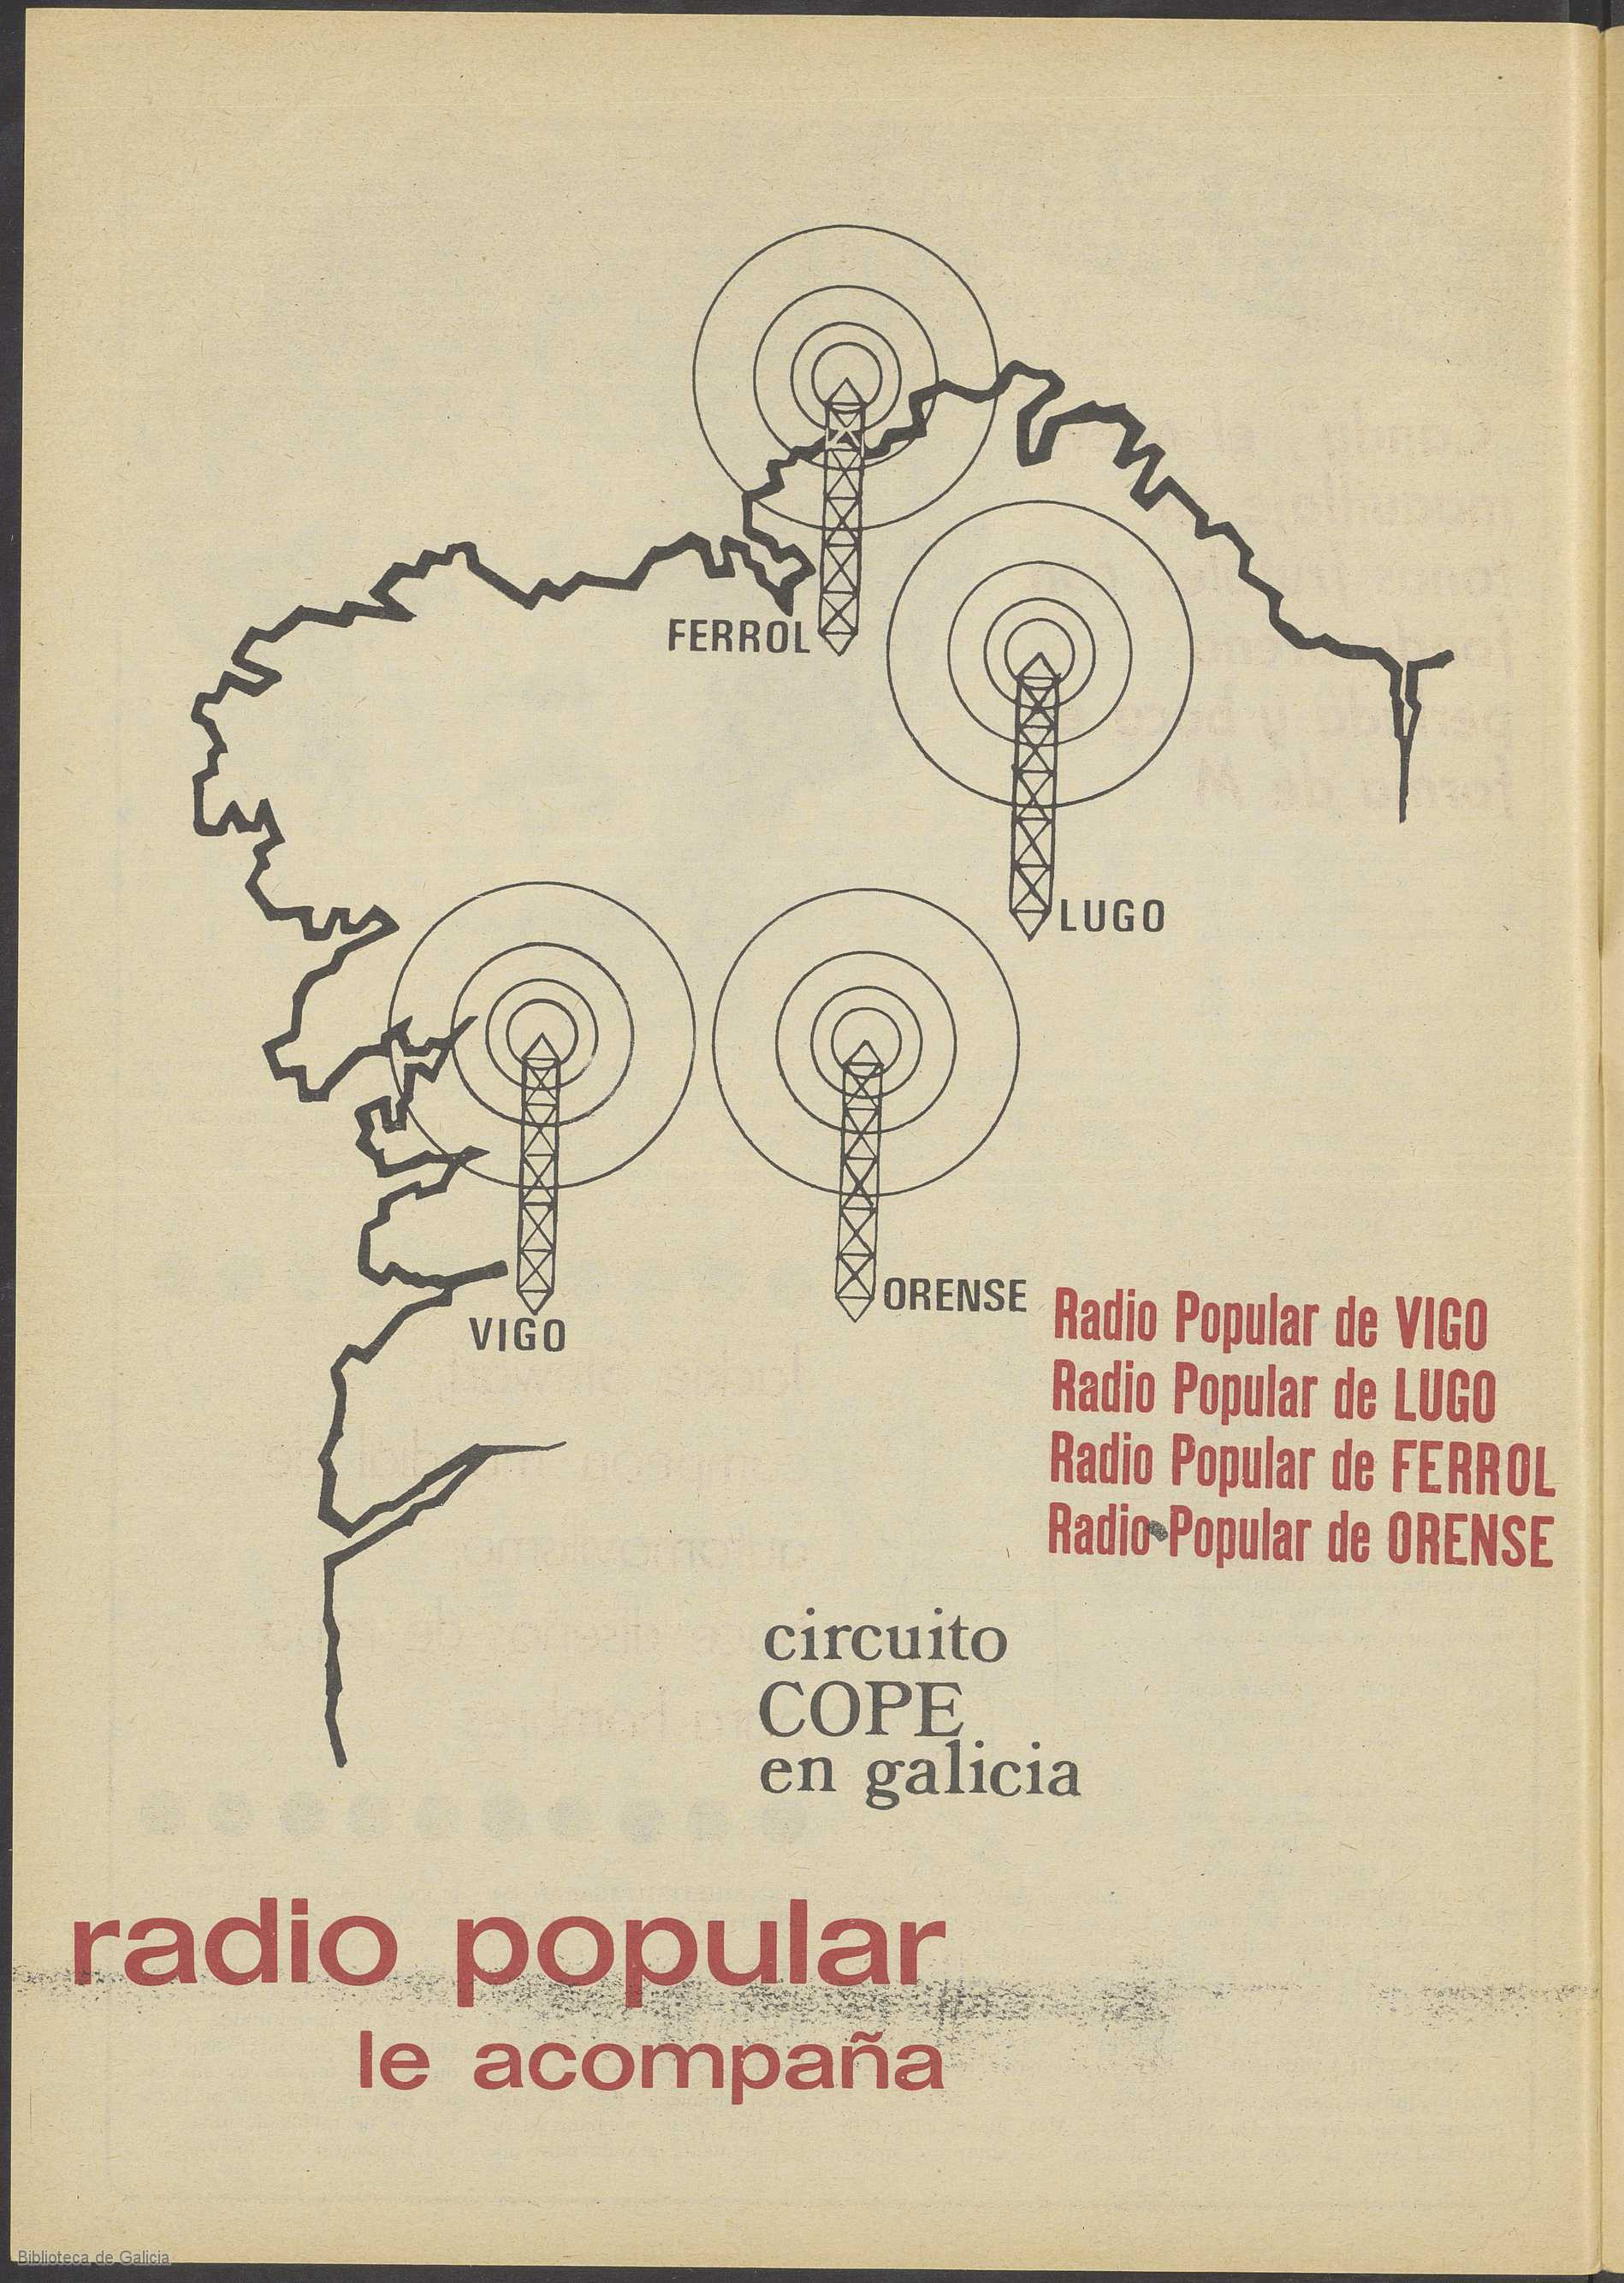 FERROL
LUGO
ORENSE
VIGO
Radio Popular de VIGO
Radio Popular de LUGO
Radio Popular de FERROL
Radio Popular de ORENSE
circuito
COPE
en galicia
radio popular
le acompaña
Biblioteca de Galicia